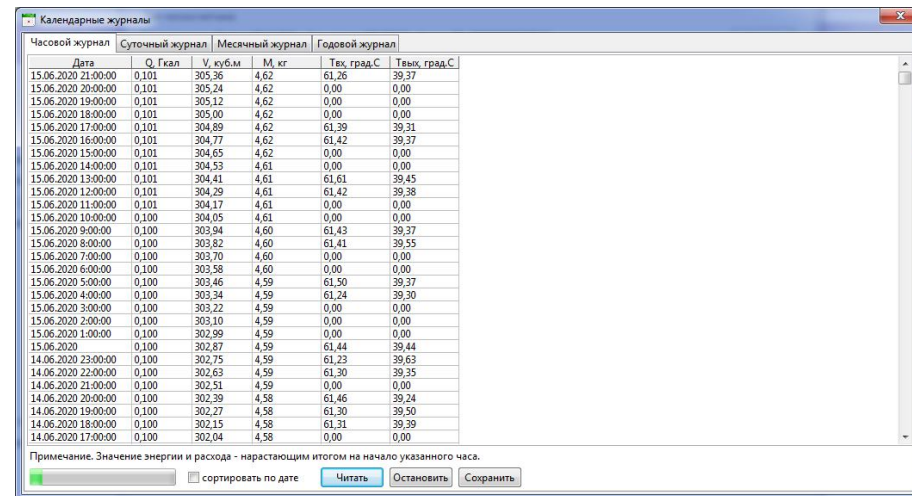 Календарные журналы
Часовой журнал Суточный журнал Месячный журнал Годовой журнал
Дата Q, Гкал V, куб.м M, кг Твх, град.С Твых, град.С
15.06.2020 21:00:00 0,101 305,36 4,62 61,26 39,37
15.06.2020 20:00:00 0,101 305,24 4,62 0,00 0,00
15.06.2020 19:00:00 0,101 305,12 4,62 0,00 0,00
15.06.2020 18:00:00 0,101 305,00 4,62 0,00 0,00
15.06.2020 17:00:00 0,101 304,89 4,62 61,39 39,31
15.06.2020 16:00:00 0,101 304,77 4,62 61,42 39,37
15.06.2020 15:00:00 0,101 304,65 4,62 0,00 0,00
15.06.2020 14:00:00 0,101 304,53 4,61 0,00 0,00
15.06.2020 13:00:00 0,101 304,41 4,61 61,61 39,45
15.06.2020 12:00:00 0,101 304,29 4,61 61,42 39,38
15.06.2020 11:00:00 0,101 304,17 4,61 0,00 0,00
15.06.2020 10:00:00 0,100 304,05 4,61 0,00 0,00
15.06.2020 9:00:00 0,100 303,94 4,60 61,43 39,37
15.06.2020 8:00:00 0,100 303,82 4,60 61,41 39,55
15.06.2020 7:00:00 0,100 303,70 4,60 0,00 0,00
15.06.2020 6:00:00 0,100 303,58 4,60 0,00 0,00
15.06.2020 5:00:00 0,100 303,46 4,59 61,50 39,37
15.06.2020 4:00:00 0,100 303,34 4,59 61,24 39,30
15.06.2020 3:00:00 0,100 303,22 4,59 0,00 0,00
15.06.2020 2:00:00 0,100 303,10 4,59 0,00 0,00
15.06.2020 1:00:00 0,100 302,99 4,59 0,00 0,00
15.06.2020 0,100 302,87 4,59 61,44 39,44
14.06.2020 23:00:00 0,100 302,75 4,59 61,23 39,63
14.06.2020 22:00:00 0,100 302,63 4,59 61,30 39,35
14.06.2020 21:00:00 0,100 302,51 4,59 0,00 0,00
14.06.2020 20:00:00 0,100 302,39 4,58 61,46 39,24
14.06.2020 19:00:00 0,100 302,27 4,58 61,30 39,50
14.06.2020 18:00:00 0,100 302,15 4,58 61,31 39,39
14.06.2020 17:00:00 0,100 302,04 4,58 0,00 0,00
Примечание. Значение энергии и расхода - нарастающим итогом на начало указанного часа.
сортировать по дате Читать Остановить Сохранить